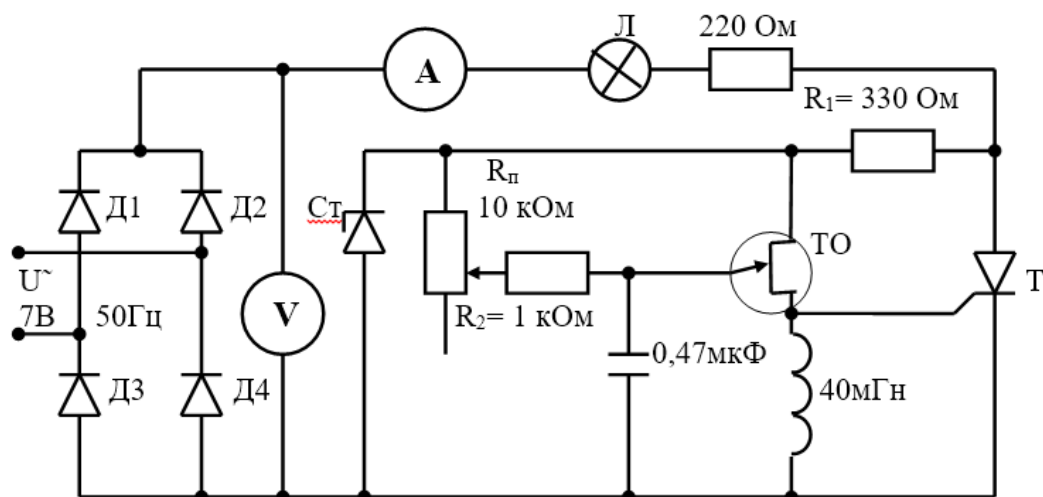 Л
220 Ом
A
R₁= 330 Ом
Rп
10 кОм
Д1
Д2
Ст
ТО
U~
7В
50Гц
V
R₂= 1 кОм
Т
0,47мкФ
Д3
Д4
40мГн